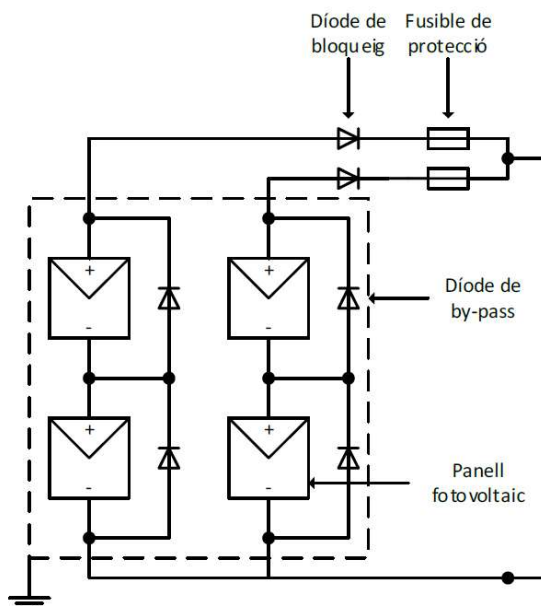 Díode de
bloqueig
Fusible de
protecció
+
-
+
-
Díode de
by-pass
+
-
+
-
Panell
fotovoltaic